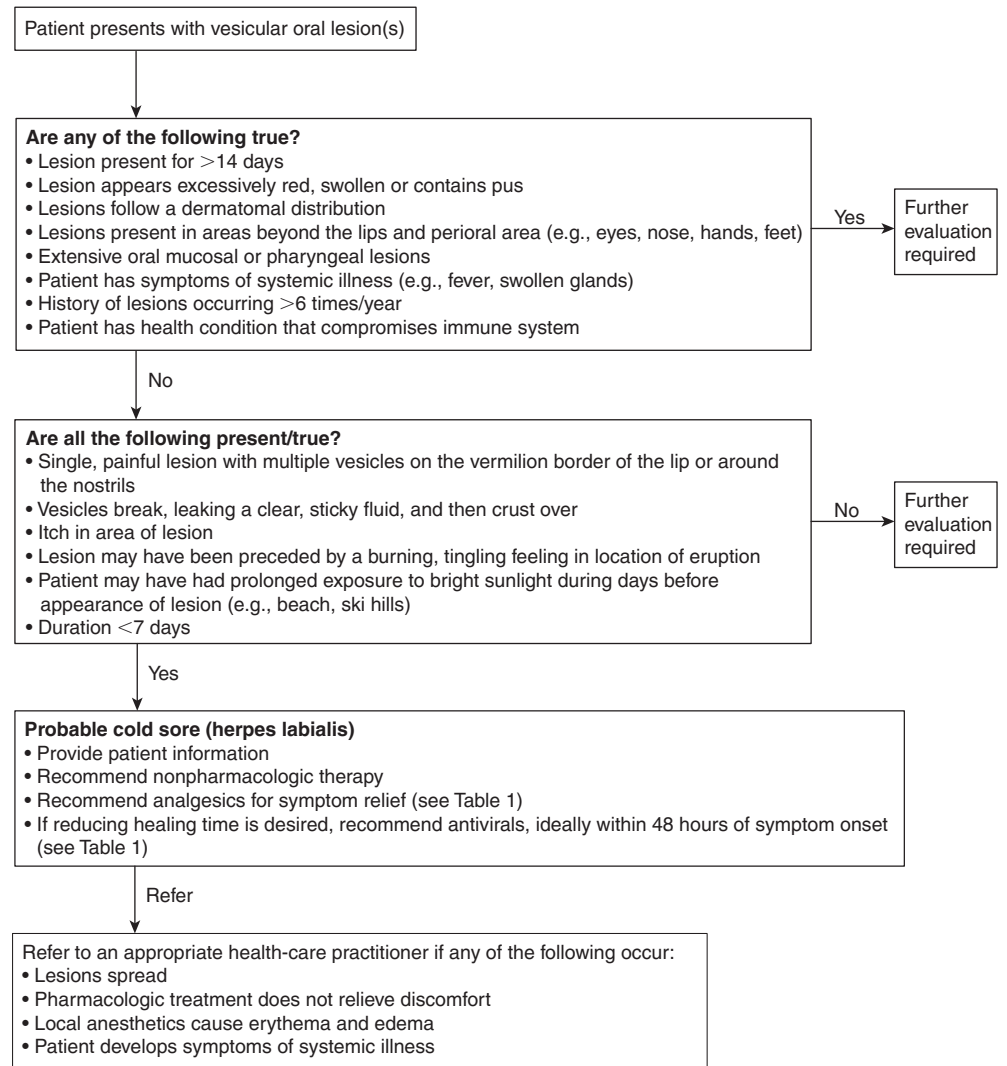 Patient presents with vesicular oral lesion(s)
Are any of the following true?
• Lesion present for >14 days
• Lesion appears excessively red, swollen or contains pus
• Lesions follow a dermatomal distribution
• Lesions present in areas beyond the lips and perioral area (e.g., eyes, nose, hands, feet)
• Extensive oral mucosal or pharyngeal lesions
• Patient has symptoms of systemic illness (e.g., fever, swollen glands)
• History of lesions occurring >6 times/year
• Patient has health condition that compromises immune system
Yes
Further
evaluation
required
No
Are all the following present/true?
• Single, painful lesion with multiple vesicles on the vermilion border of the lip or around
the nostrils
• Vesicles break, leaking a clear, sticky fluid, and then crust over
• Itch in area of lesion
• Lesion may have been preceded by a burning, tingling feeling in location of eruption
• Patient may have had prolonged exposure to bright sunlight during days before
appearance of lesion (e.g., beach, ski hills)
• Duration <7 days
No
Further
evaluation
required
Yes
Probable cold sore (herpes labialis)
• Provide patient information
• Recommend nonpharmacologic therapy
• Recommend analgesics for symptom relief (see Table 1)
• If reducing healing time is desired, recommend antivirals, ideally within 48 hours of symptom onset
(see Table 1)
Refer
Refer to an appropriate health-care practitioner if any of the following occur:
• Lesions spread
• Pharmacologic treatment does not relieve discomfort
• Local anesthetics cause erythema and edema
• Patient develops symptoms of systemic illness